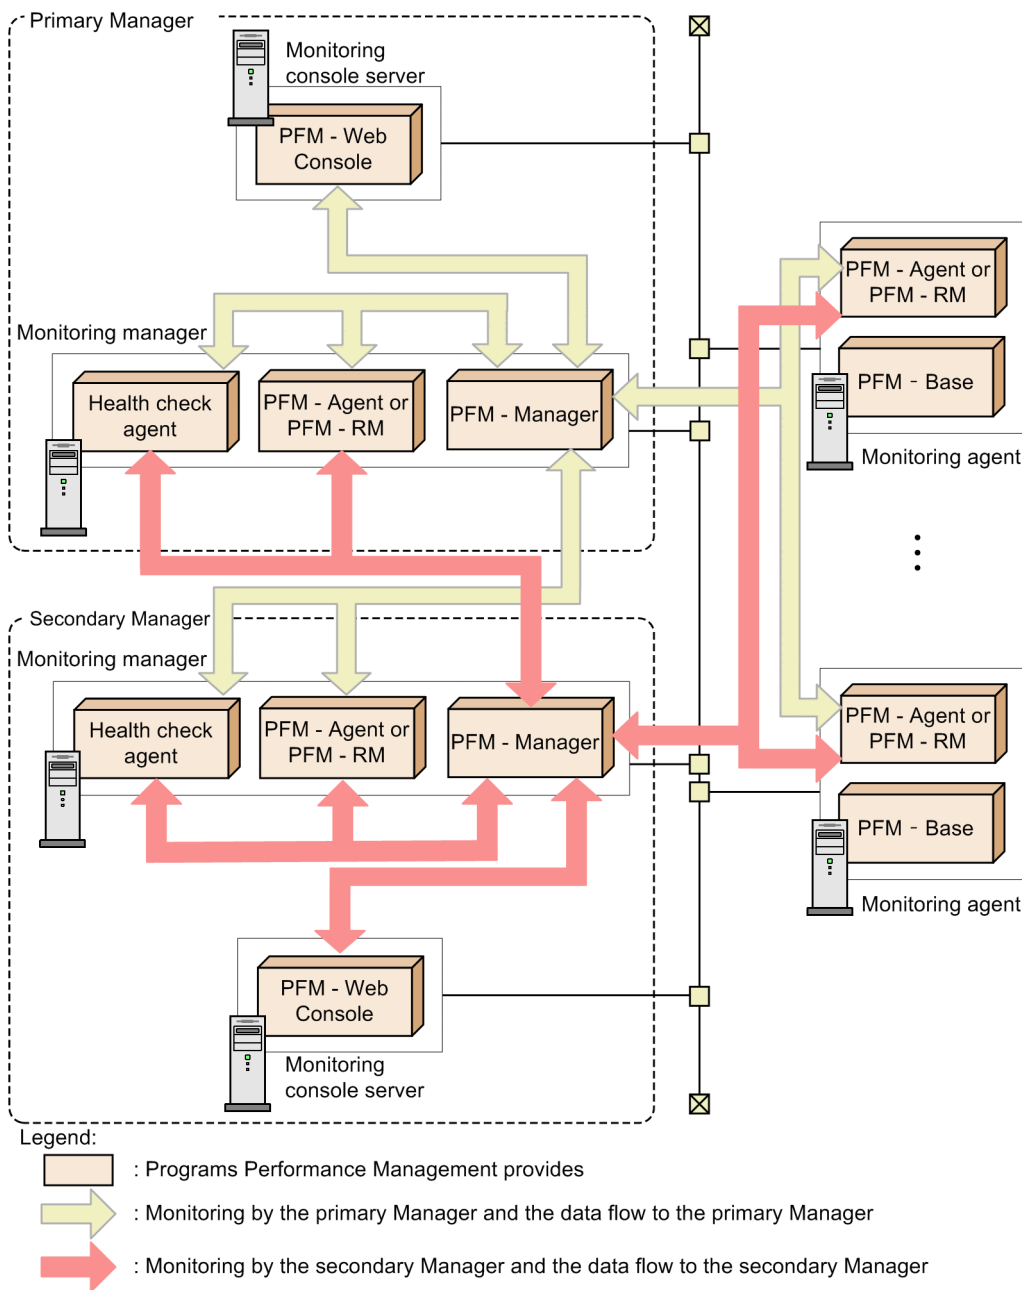 Primary Manager
Monitoring
console server
PFM - Web
Console
Monitoring manager
Health check
agent
PFM - Agent or
PFM - RM
PFM - Manager
PFM - Agent or
PFM - RM
PFM - Base
Monitoring agent
Secondary Manager
Monitoring manager
Health check
agent
PFM - Agent or
PFM - RM
PFM - Manager
PFM - Agent or
PFM - RM
PFM - Base
Monitoring agent
PFM - Web
Console
Monitoring
console server
Legend:
: Programs Performance Management provides
: Monitoring by the primary Manager and the data flow to the primary Manager
: Monitoring by the secondary Manager and the data flow to the secondary Manager